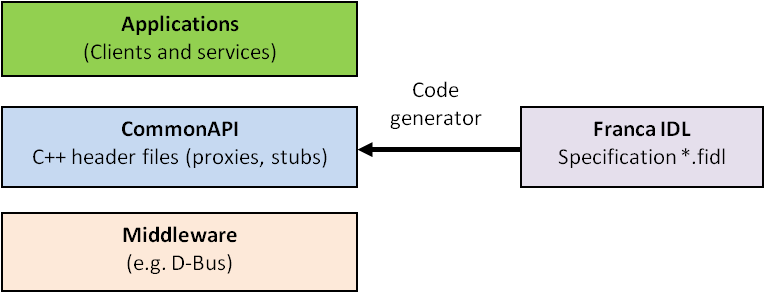 Applications
(Clients and services)
Code
generator
CommonAPI
C++ header files (proxies, stubs)
Franca IDL
Specification *.fidl
Middleware
(e.g. D-Bus)